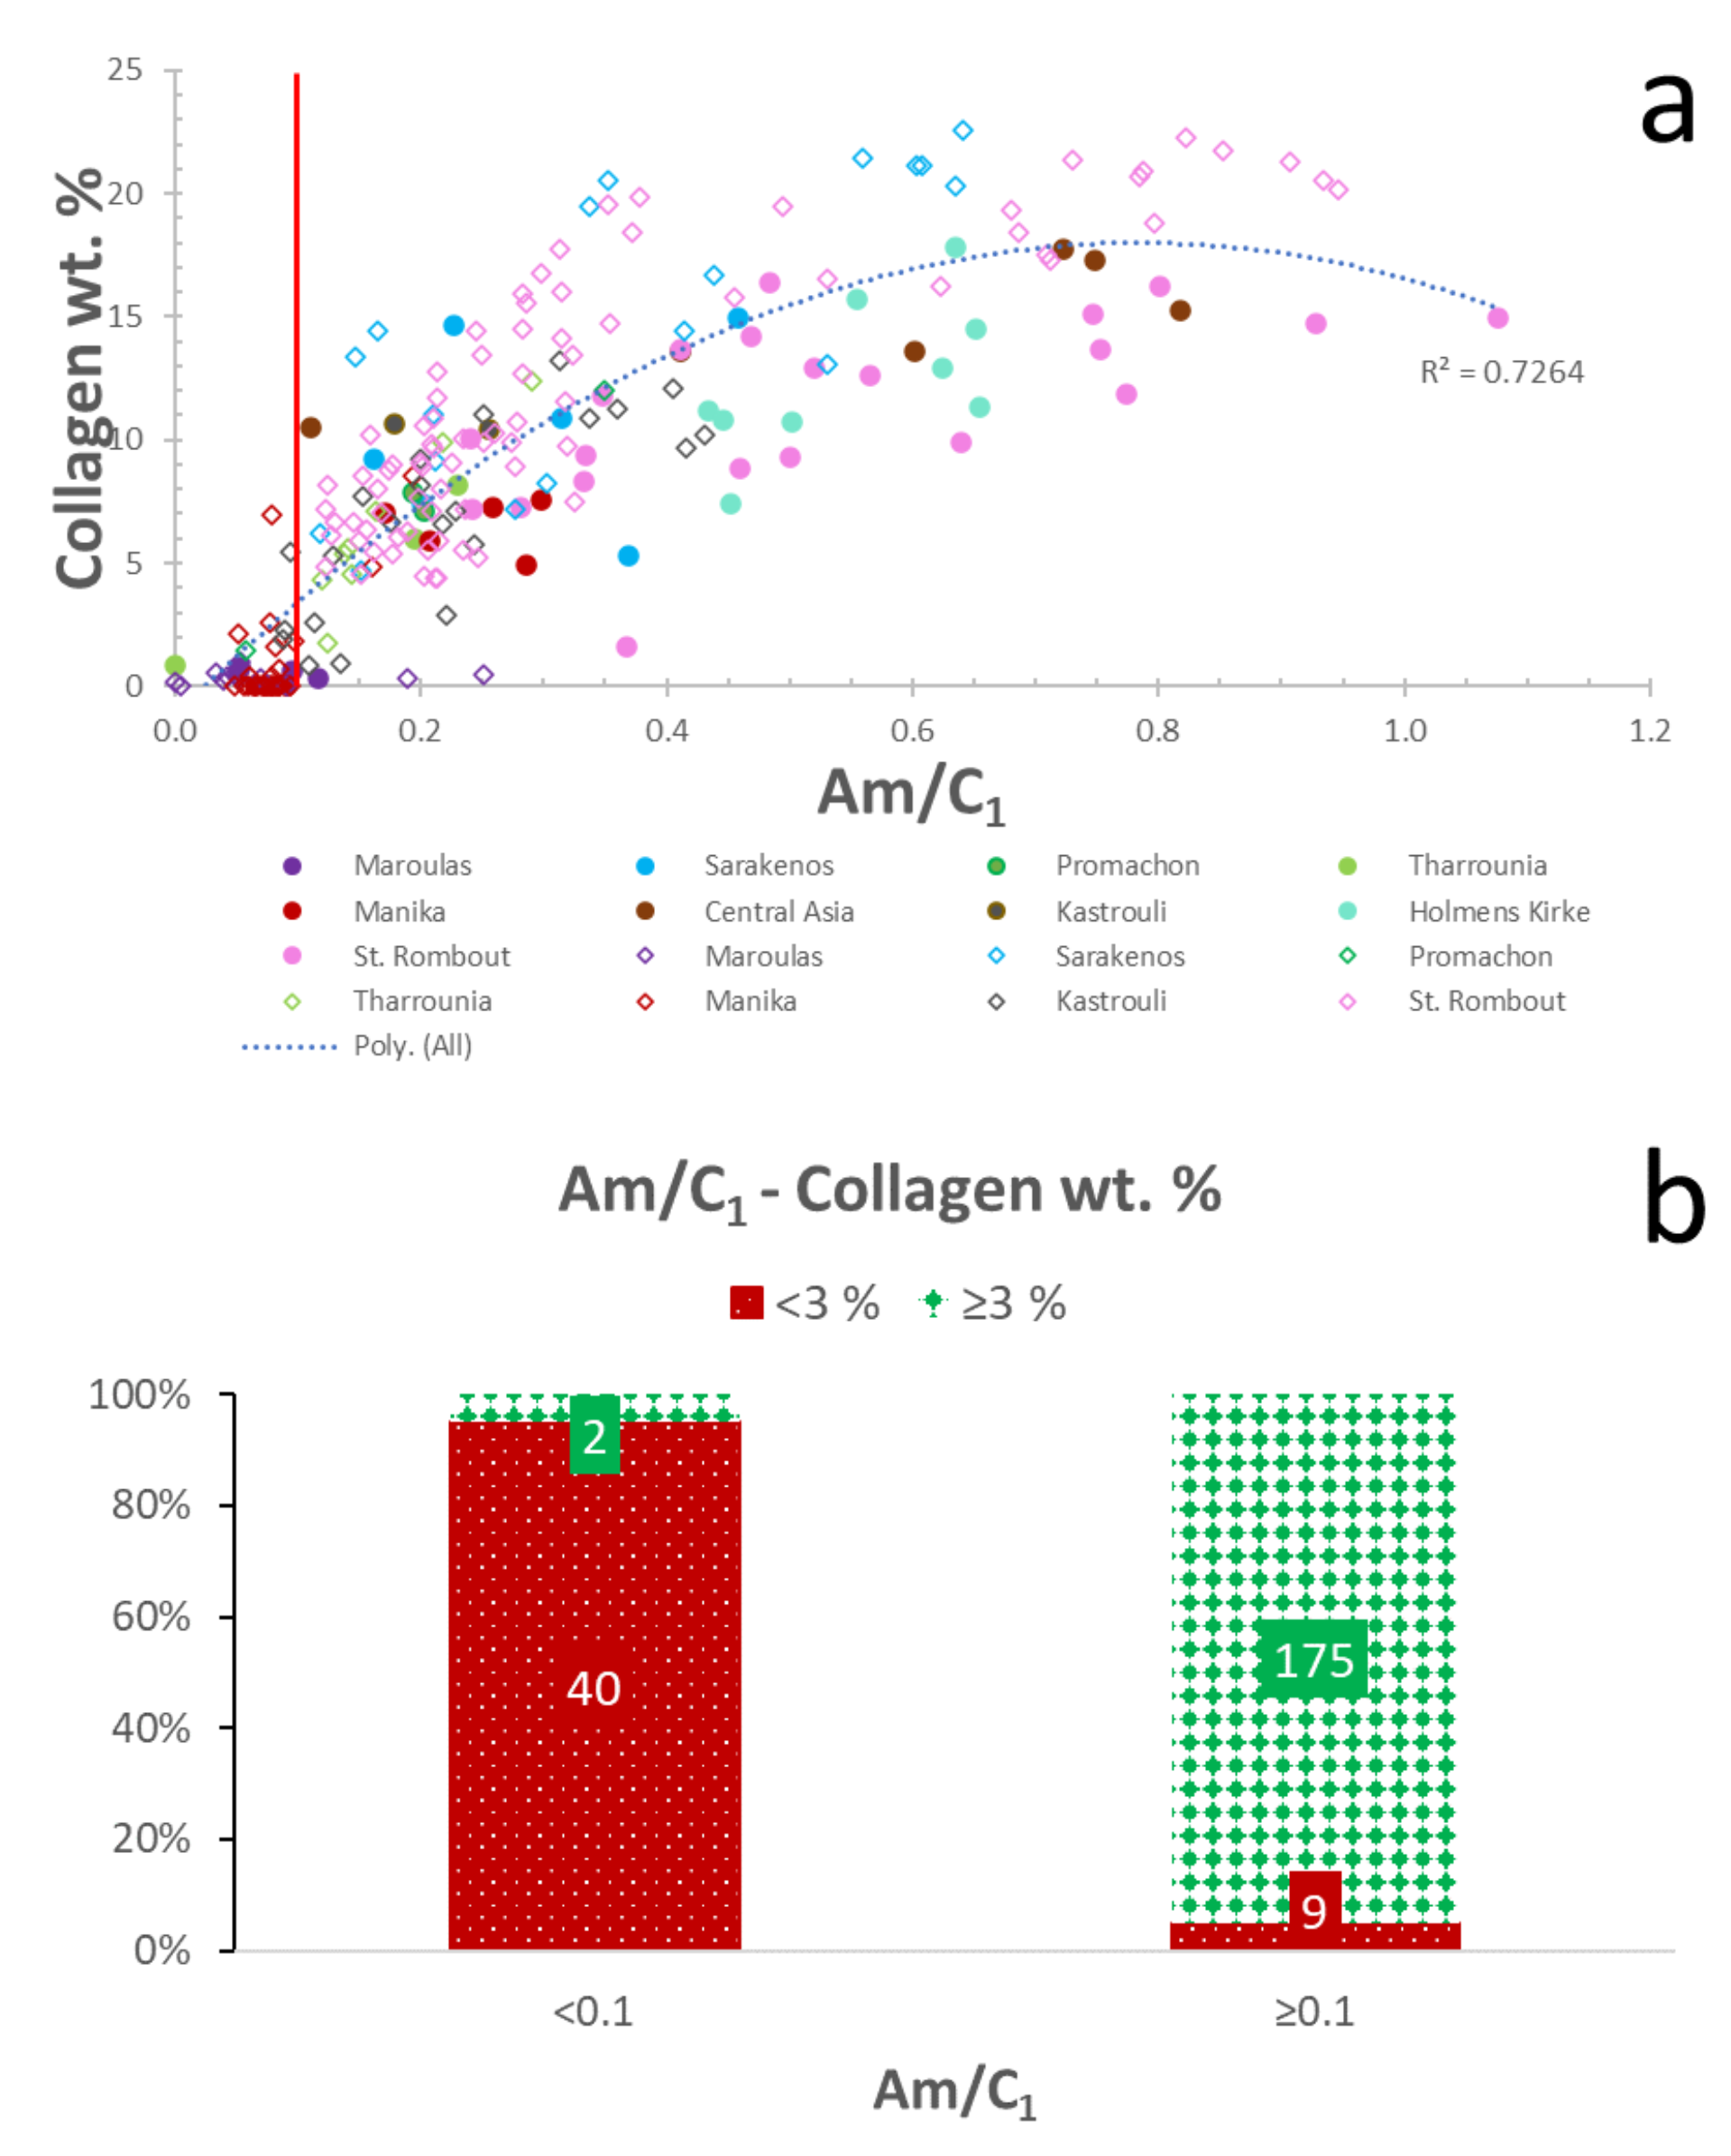 a
25
20
15
10
5
0
Collagen wt. %
R² = 0.7264
0.0 0.2 0.4 0.6 0.8 1.0 1.2
Am/C₁
Maroulas Sarakenos Promachon Tharrounia
Manika Central Asia Kastrouli Holmens Kirke
St. Rombout Maroulas Sarakenos Promachon
Tharrounia Manika Kastrouli St. Rombout
Poly. (All)
b
Am/C₁ - Collagen wt. %
<3 % ≥3 %
100%
80%
60%
40%
20%
0%
2
40
175
9
<0.1 ≥0.1
Am/C₁